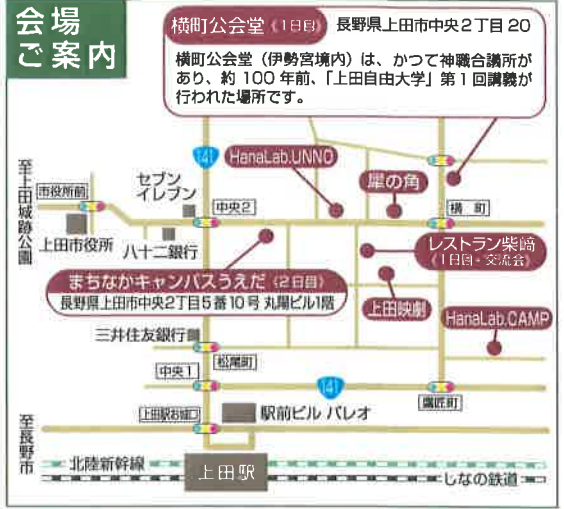 会場
ご案内
横町公会堂《1日目》 長野県上田市中央2丁目20
横町公会堂（伊勢宮境内）は、かつて神職合議所が
あり、約100年前、「上田自由大学」第1回講義が
行われた場所です。
至上田城跡公園
市役所前
上田市役所
セブン
イレブン
八十二銀行
141
中央2
HanaLab.UNNO
犀の角
横町
レストラン柴﨑
《1日目・交流会》
まちなかキャンパスうえだ《2日目》
長野県上田市中央2丁目5番10号 丸陽ビル1階
上田映劇
HanaLab.CAMP
三井住友銀行
松尾町
中央1
141
鷹匠町
至長野市
上田駅お城口
駅前ビル パレオ
北陸新幹線
上田駅
しなの鉄道